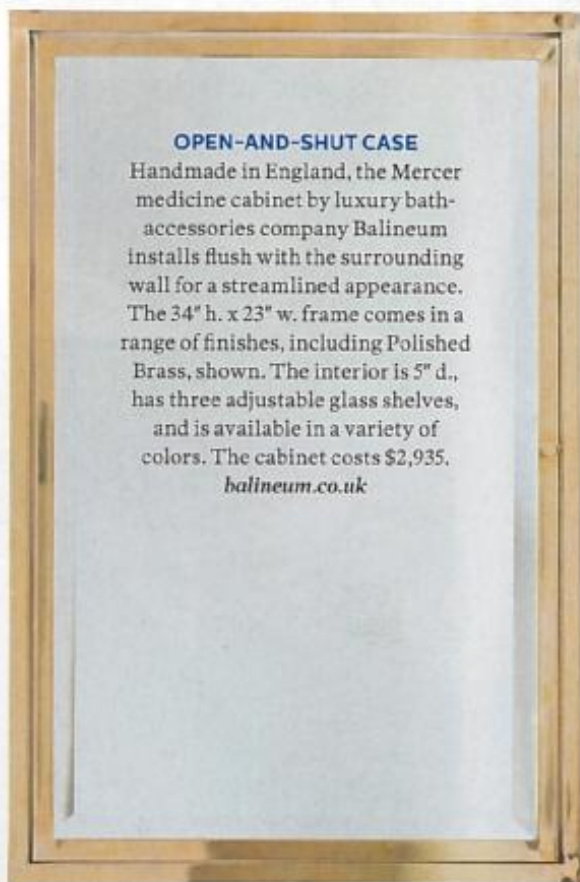 OPEN-AND-SHUT CASE
Handmade in England, the Mercer
medicine cabinet by luxury bath-
accessories company Balineum
installs flush with the surrounding
wall for a streamlined appearance.
The 34" h. x 23" w. frame comes in a
range of finishes, including Polished
Brass, shown. The interior is 5" d.,
has three adjustable glass shelves,
and is available in a variety of
colors. The cabinet costs $2,935.
balineum.co.uk